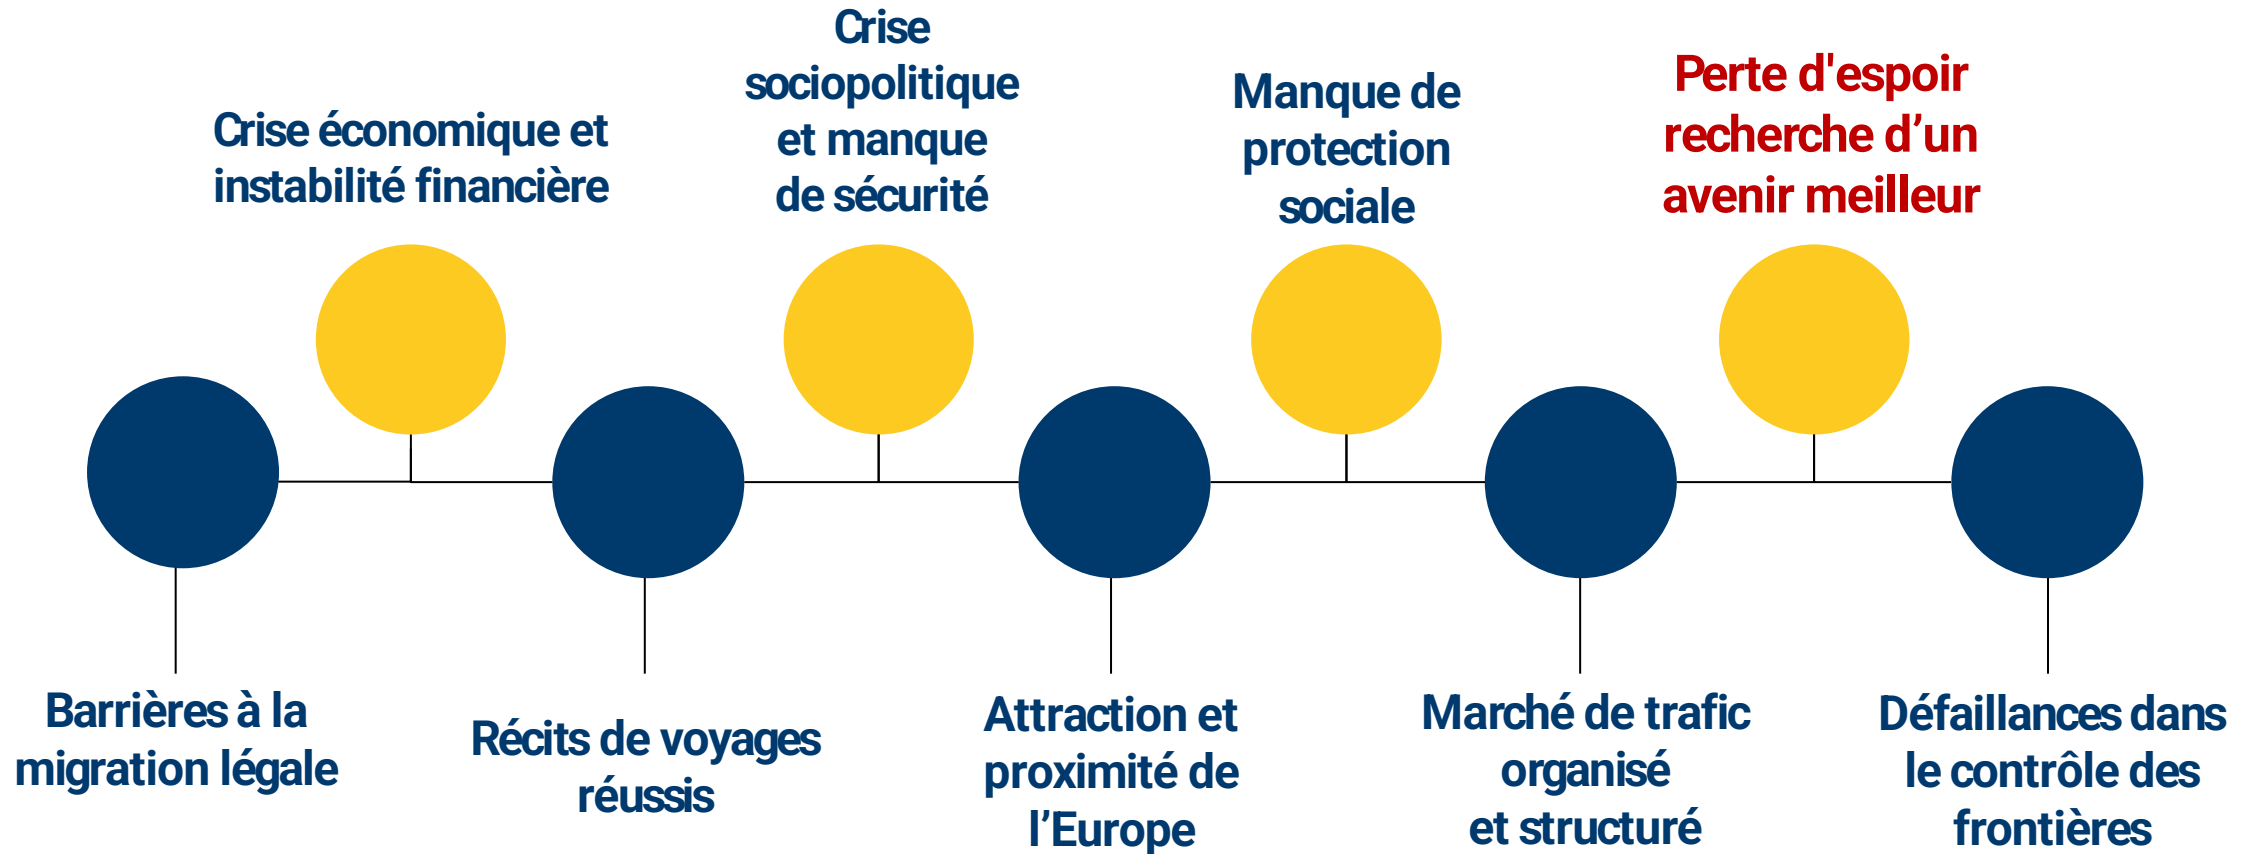 Crise économique et
instabilité financière
Crise
sociopolitique
et manque
de sécurité
Manque de
protection
sociale
Perte d'espoir
recherche d’un
avenir meilleur
Barrières à la
migration légale
Récits de voyages
réussis
Attraction et
proximité de
l’Europe
Marché de trafic
organisé
et structuré
Défaillances dans
le contrôle des
frontières